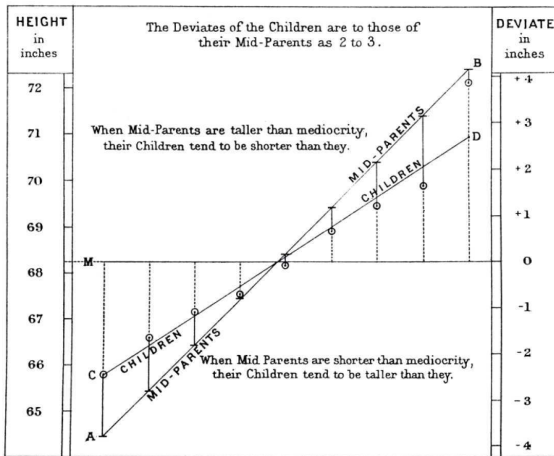 HEIGHT
in
inches
The Deviates of the Children are to those of
their Mid-Parents as 2 to 3.
DEVIATE
in
inches
B
+4
72
When Mid-Parents are taller than mediocrity,
their Children tend to be shorter than they.
MID-PARENTS
CHILDREN
D
+3
71
+2
70
+1
69
M
0
68
-1
67
-2
66
C
CHILDREN
MID-PARENTS
When Mid Parents are shorter than mediocrity,
their Children tend to be taller than they.
-3
65
A
-4